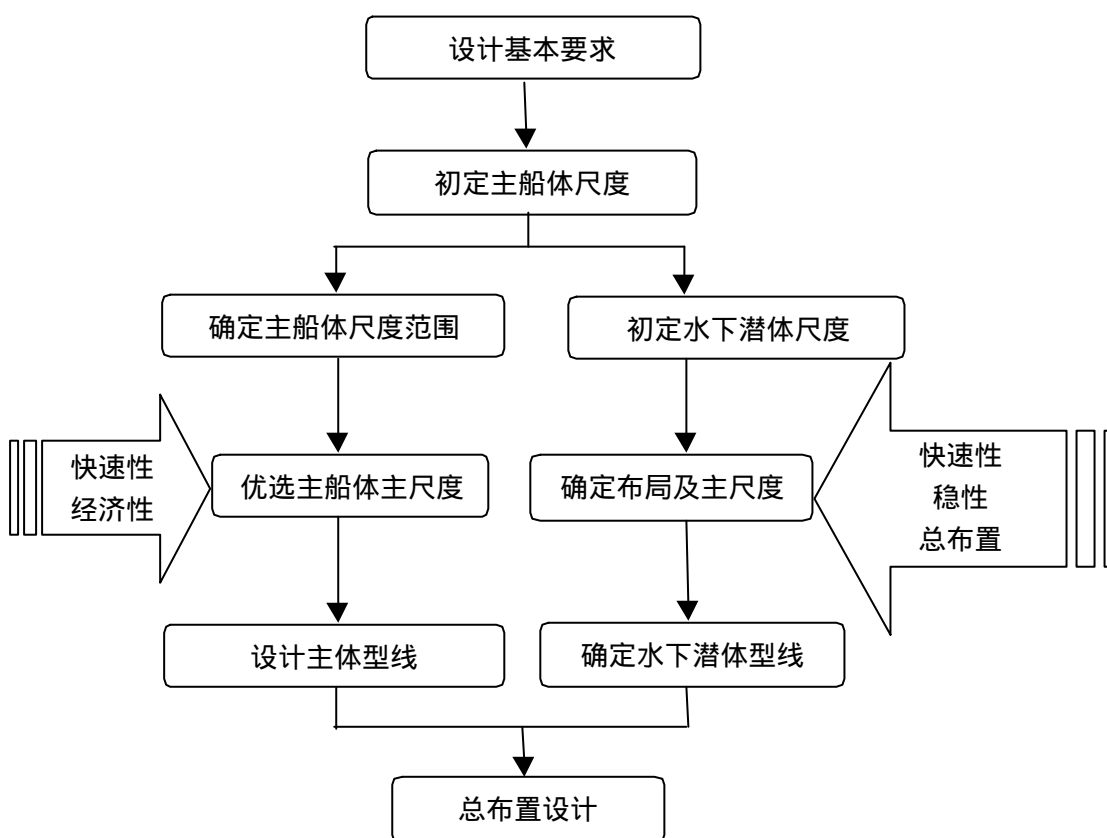 设计基本要求
初定主船体尺度
确定主船体尺度范围
初定水下潜体尺度
快速性
经济性
优选主船体主尺度
确定布局及主尺度
快速性
稳性
总布置
设计主体型线
确定水下潜体型线
总布置设计